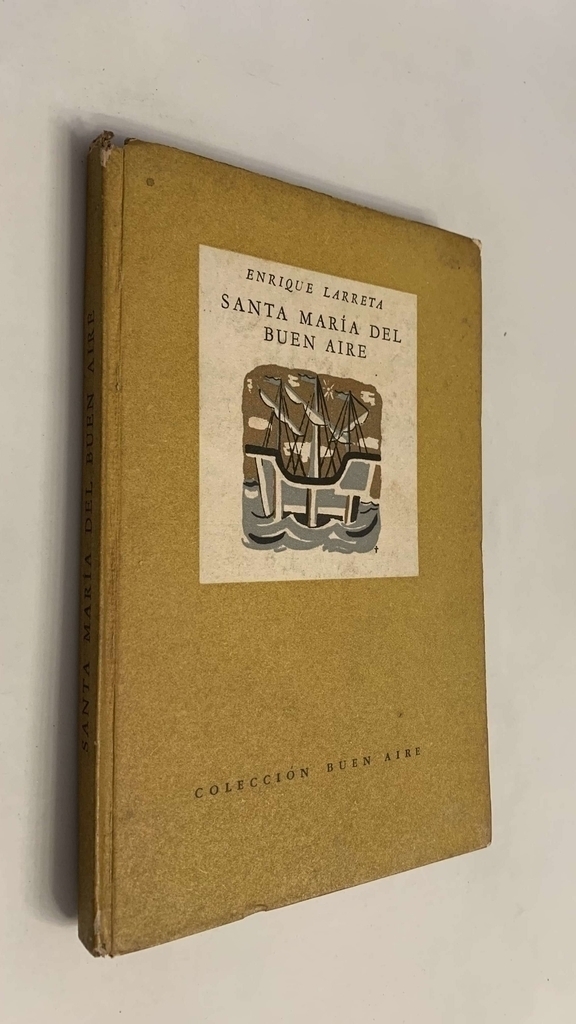 ENRIQUE LARRETA
SANTA MARÍA DEL
BUEN AIRE
COLECCIÓN BUEN AIRE
SANTA MARÍA DEL BUEN AIRE